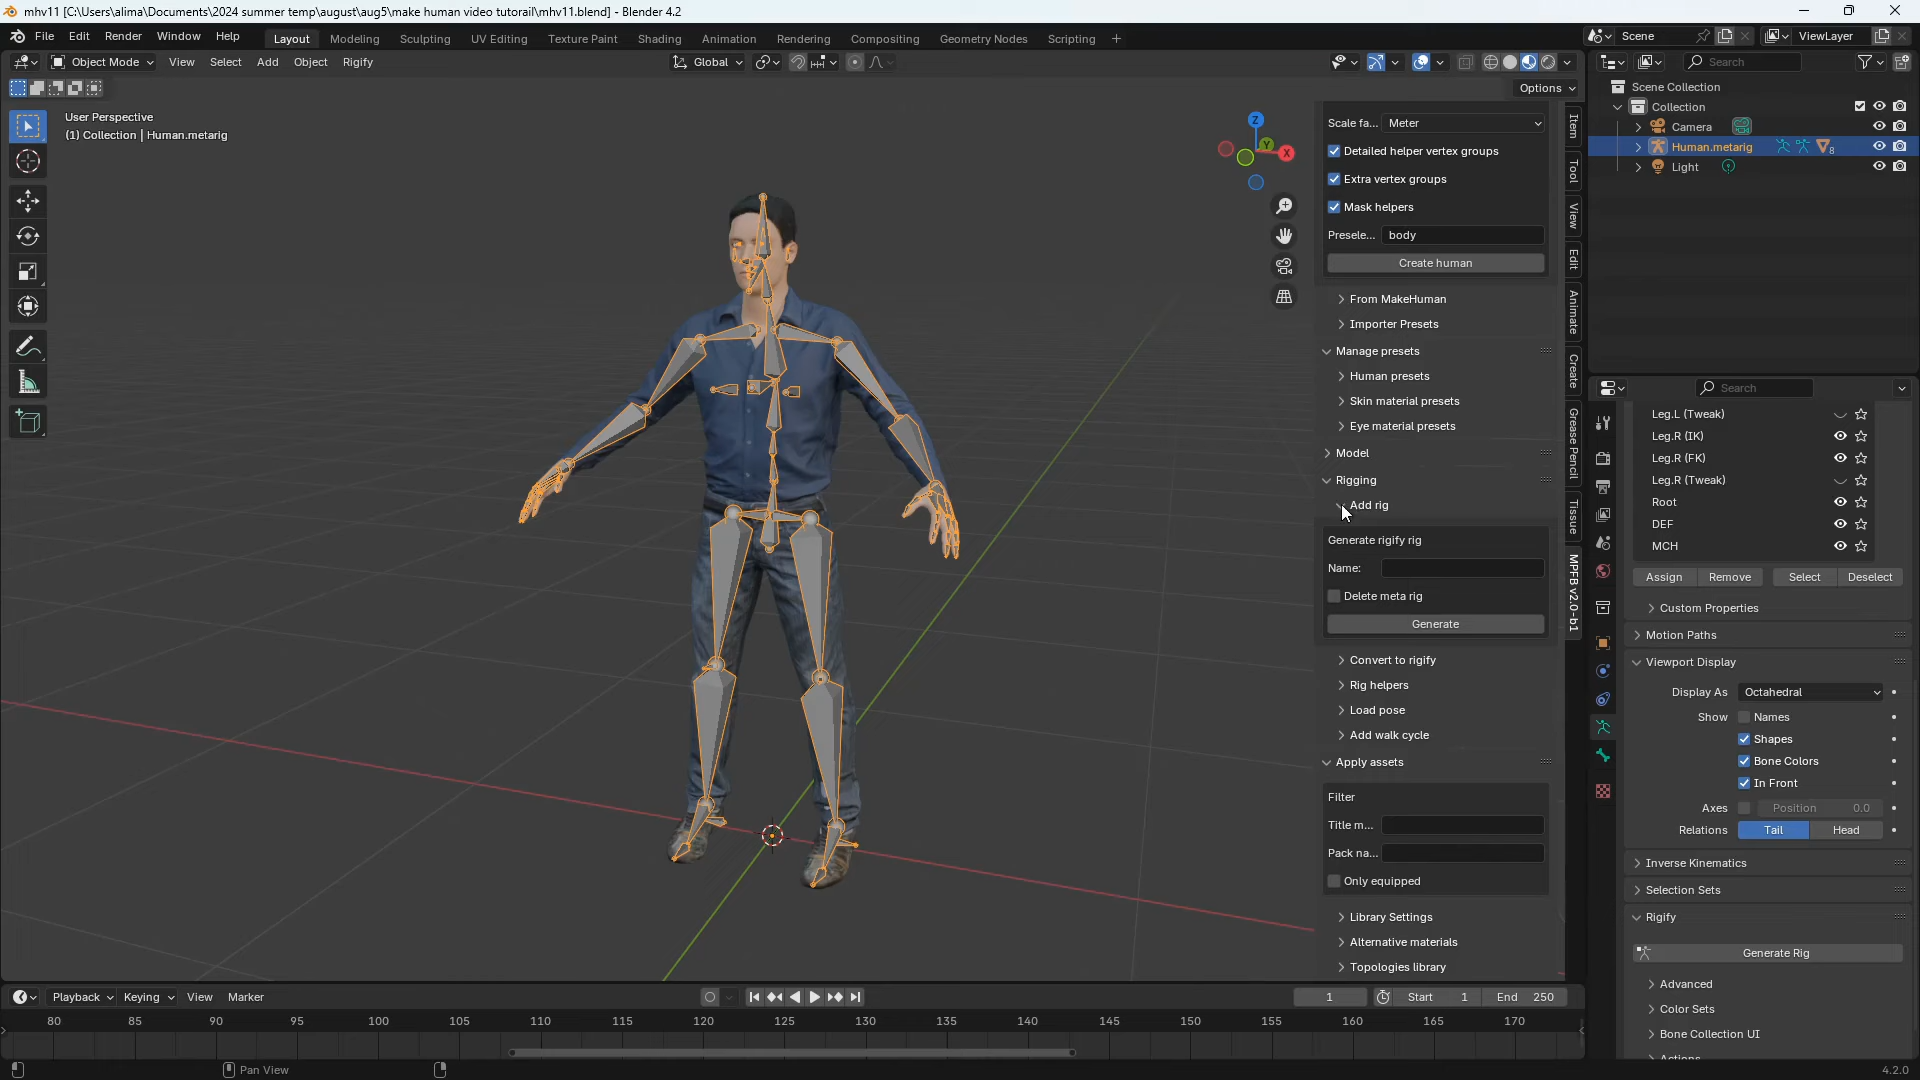 mhv11 [C:\Users\alima\Documents\2024 summer temp\august\aug5\make human video tutorail\mhv11.blend] - Blender 4.2
File Edit Render Window Help Layout Modeling Sculpting UV Editing Texture Paint Shading Animation Rendering Compositing Geometry Nodes Scripting +
Scene ViewLayer
Object Mode View Select Add Object Rigify Global
Search
Options
User Perspective
(1) Collection | Human.metarig
Z
Y
X
Scale fa... Meter
Detailed helper vertex groups
Extra vertex groups
Mask helpers
Presele... body
Create human
From MakeHuman
Importer Presets
Manage presets
Human presets
Skin material presets
Eye material presets
Model
Rigging
Add rig
Generate rigify rig
Name:
Delete meta rig
Generate
Convert to rigify
Rig helpers
Load pose
Add walk cycle
Apply assets
Filter
Title m...
Pack na...
Only equipped
Library Settings
Alternative materials
Topologies library
Item
Tool
View
Edit
Animate
Create
Grease Pencil
Tissue
MPFB v2.0-b1
Scene Collection
Collection
Camera
Human.metarig 8
Light
Search
Leg.L (Tweak)
Leg.R (IK)
Leg.R (FK)
Leg.R (Tweak)
Root
DEF
MCH
Assign Remove Select Deselect
Custom Properties
Motion Paths
Viewport Display
Display As Octahedral
Show Names
Shapes
Bone Colors
In Front
Axes Position 0.0
Relations Tail Head
Inverse Kinematics
Selection Sets
Rigify
Generate Rig
Advanced
Color Sets
Bone Collection UI
Actions
Playback Keying View Marker 1 Start 1 End 250
80 85 90 95 100 105 110 115 120 125 130 135 140 145 150 155 160 165 170
Pan View
4.2.0